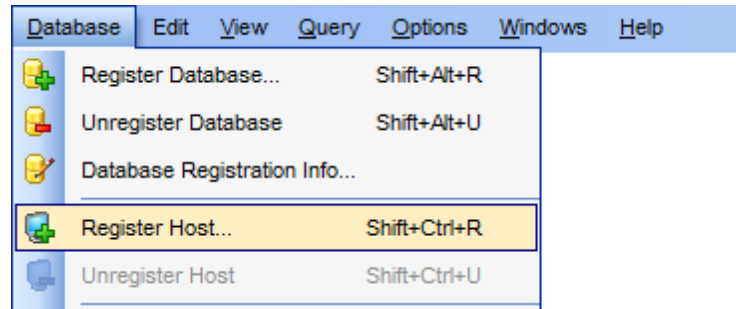 Database Edit View Query Options Windows Help
Register Database... Shift+Alt+R
Unregister Database Shift+Alt+U
Database Registration Info...
Register Host... Shift+Ctrl+R
Unregister Host Shift+Ctrl+U